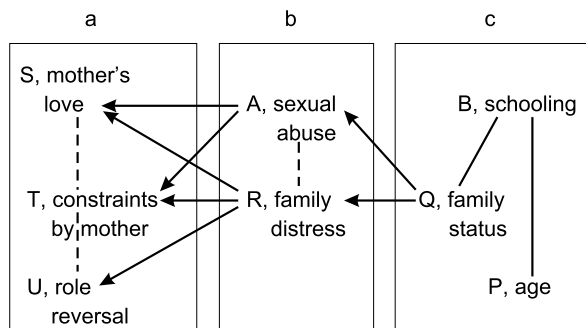 a
b
c
S, mother's
love
T, constraints
by mother
U, role
reversal
A, sexual
abuse
R, family
distress
B, schooling
Q, family
status
P, age